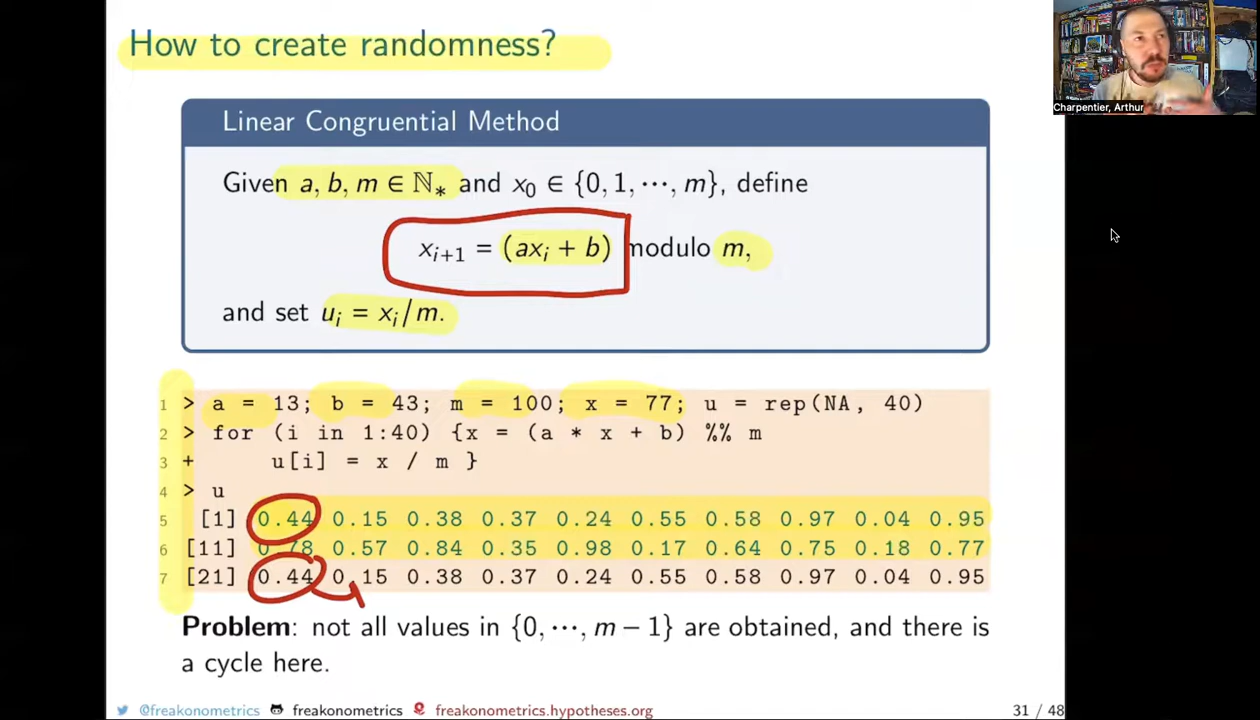 How to create randomness?
Charpentier, Arthur
Linear Congruential Method
Given a, b, m ∈ ℕ* and x0 ∈ {0, 1, ⋯, m}, define
xi+1 = (axi + b) modulo m,
and set ui = xi/m.
1 > a = 13; b = 43; m = 100; x = 77; u = rep(NA, 40)
2 > for (i in 1:40) {x = (a * x + b) %% m
3 + u[i] = x / m }
4 > u
5 [1] 0.44 0.15 0.38 0.37 0.24 0.55 0.58 0.97 0.04 0.95
6 [11] 0.78 0.57 0.84 0.35 0.98 0.17 0.64 0.75 0.18 0.77
7 [21] 0.44 0.15 0.38 0.37 0.24 0.55 0.58 0.97 0.04 0.95
Problem: not all values in {0, ⋯, m − 1} are obtained, and there is
a cycle here.
@freakonometrics freakonometrics freakonometrics.hypotheses.org 31 / 48